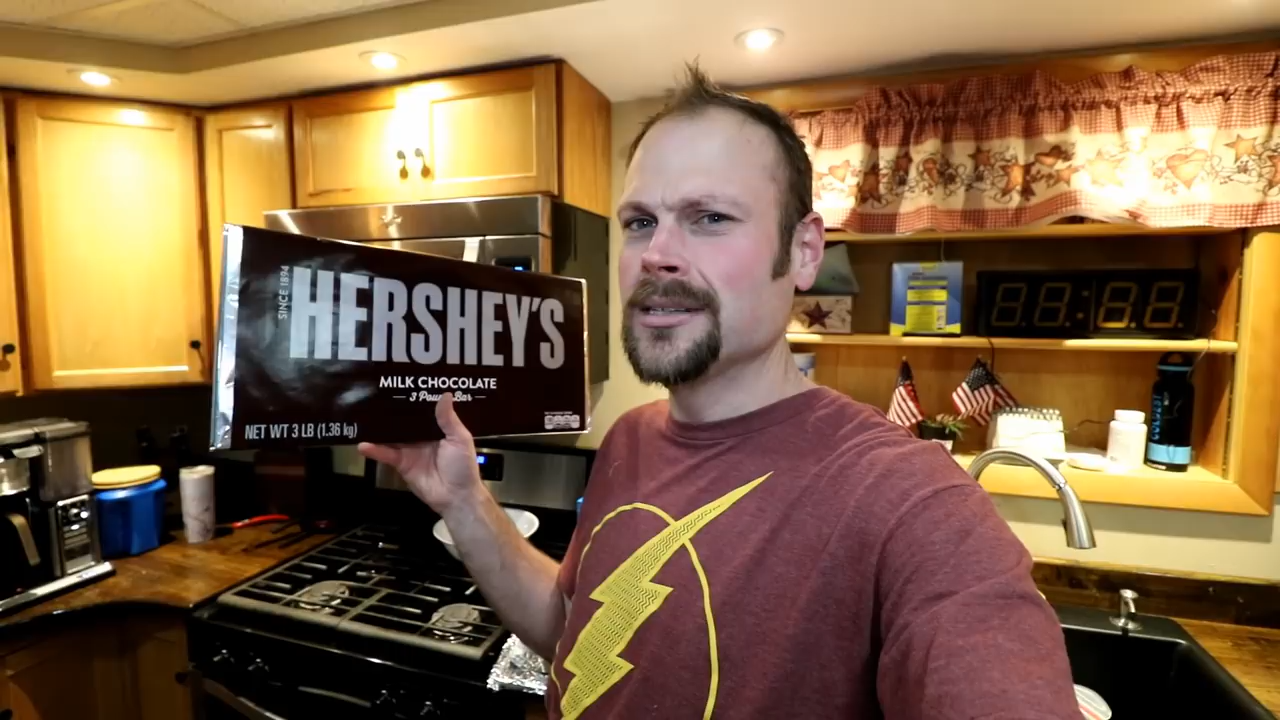 SINCE 1894
HERSHEY'S
MILK CHOCOLATE
3 Pound Bar
NET WT 3 LB (1.36 kg)